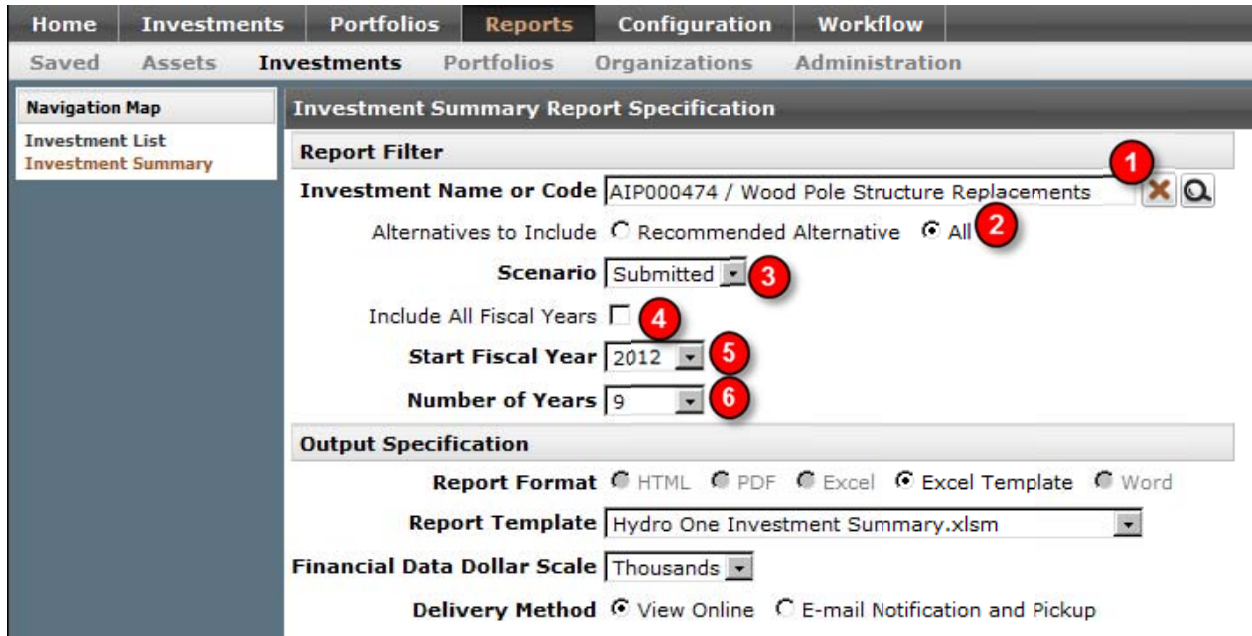 Home Investments Portfolios Reports Configuration Workflow
Saved Assets Investments Portfolios Organizations Administration
Navigation Map
Investment List
Investment Summary
Investment Summary Report Specification
Report Filter
1
Investment Name or Code AIP000474 / Wood Pole Structure Replacements
Alternatives to Include Recommended Alternative All 2
Scenario Submitted 3
Include All Fiscal Years 4
Start Fiscal Year 2012 5
Number of Years 9 6
Output Specification
Report Format HTML PDF Excel Excel Template Word
Report Template Hydro One Investment Summary.xlsm
Financial Data Dollar Scale Thousands
Delivery Method View Online E-mail Notification and Pickup